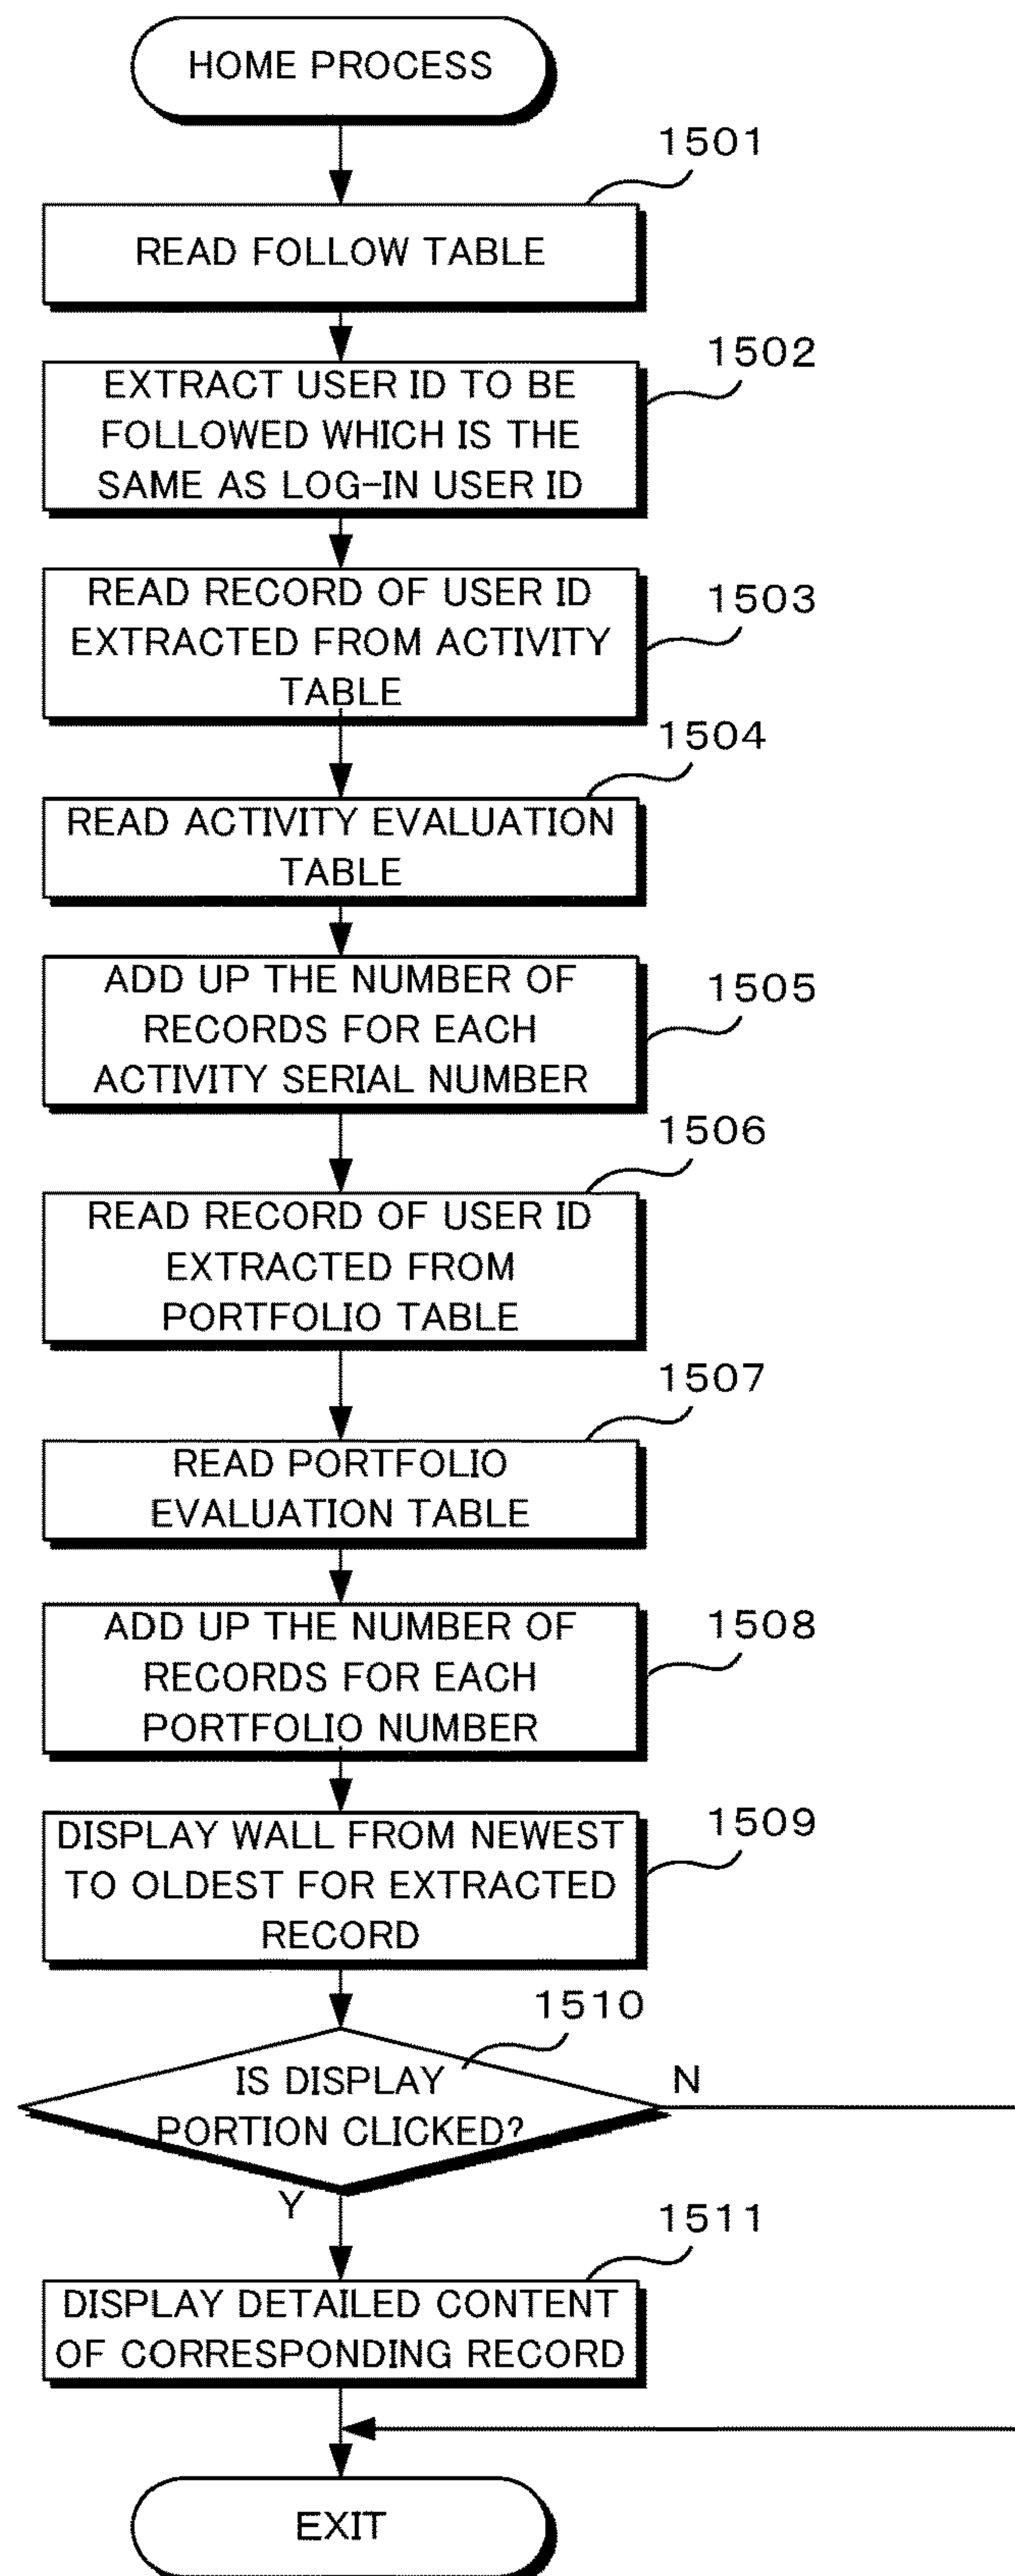 HOME PROCESS
1501
READ FOLLOW TABLE
1502
EXTRACT USER ID TO BE
FOLLOWED WHICH IS THE
SAME AS LOG-IN USER ID
1503
READ RECORD OF USER ID
EXTRACTED FROM ACTIVITY
TABLE
1504
READ ACTIVITY EVALUATION
TABLE
1505
ADD UP THE NUMBER OF
RECORDS FOR EACH
ACTIVITY SERIAL NUMBER
1506
READ RECORD OF USER ID
EXTRACTED FROM
PORTFOLIO TABLE
1507
READ PORTFOLIO
EVALUATION TABLE
1508
ADD UP THE NUMBER OF
RECORDS FOR EACH
PORTFOLIO NUMBER
1509
DISPLAY WALL FROM NEWEST
TO OLDEST FOR EXTRACTED
RECORD
1510
IS DISPLAY
PORTION CLICKED?
N
Y
1511
DISPLAY DETAILED CONTENT
OF CORRESPONDING RECORD
EXIT